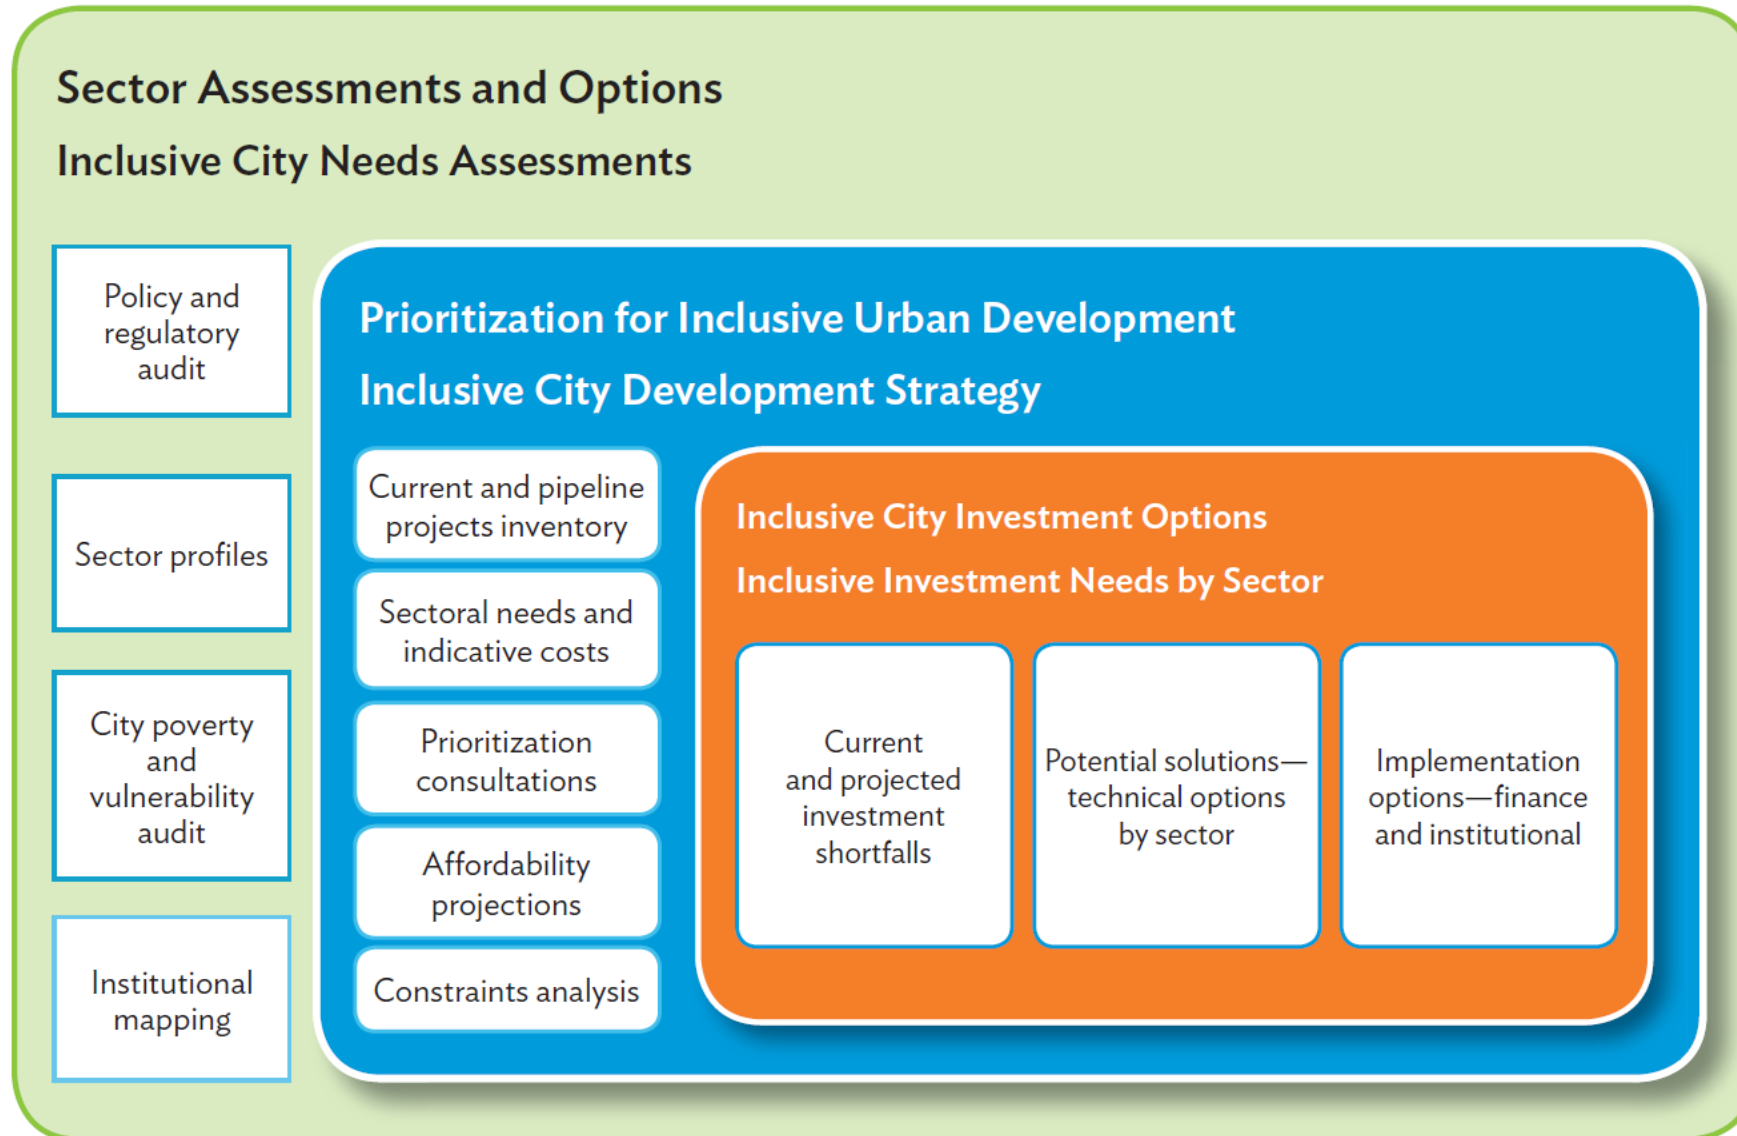 Sector Assessments and Options
Inclusive City Needs Assessments
Policy and
regulatory
audit
Sector profiles
City poverty
and
vulnerability
audit
Institutional
mapping
Prioritization for Inclusive Urban Development
Inclusive City Development Strategy
Current and pipeline
projects inventory
Sectoral needs and
indicative costs
Prioritization
consultations
Affordability
projections
Constraints analysis
Inclusive City Investment Options
Inclusive Investment Needs by Sector
Current
and projected
investment
shortfalls
Potential solutions—
technical options
by sector
Implementation
options—finance
and institutional